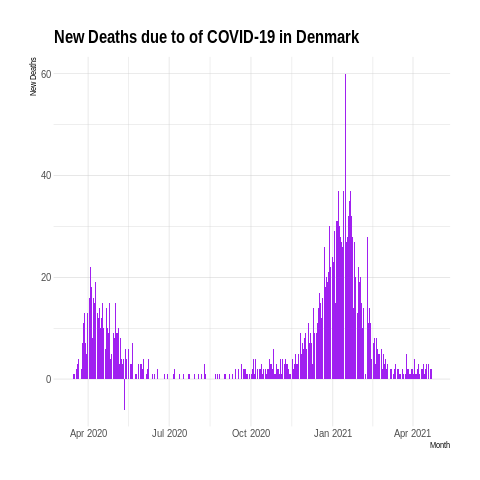 New Deaths due to of COVID-19 in Denmark
New Deaths
60
40
20
0
Apr 2020 Jul 2020 Oct 2020 Jan 2021 Apr 2021
Month